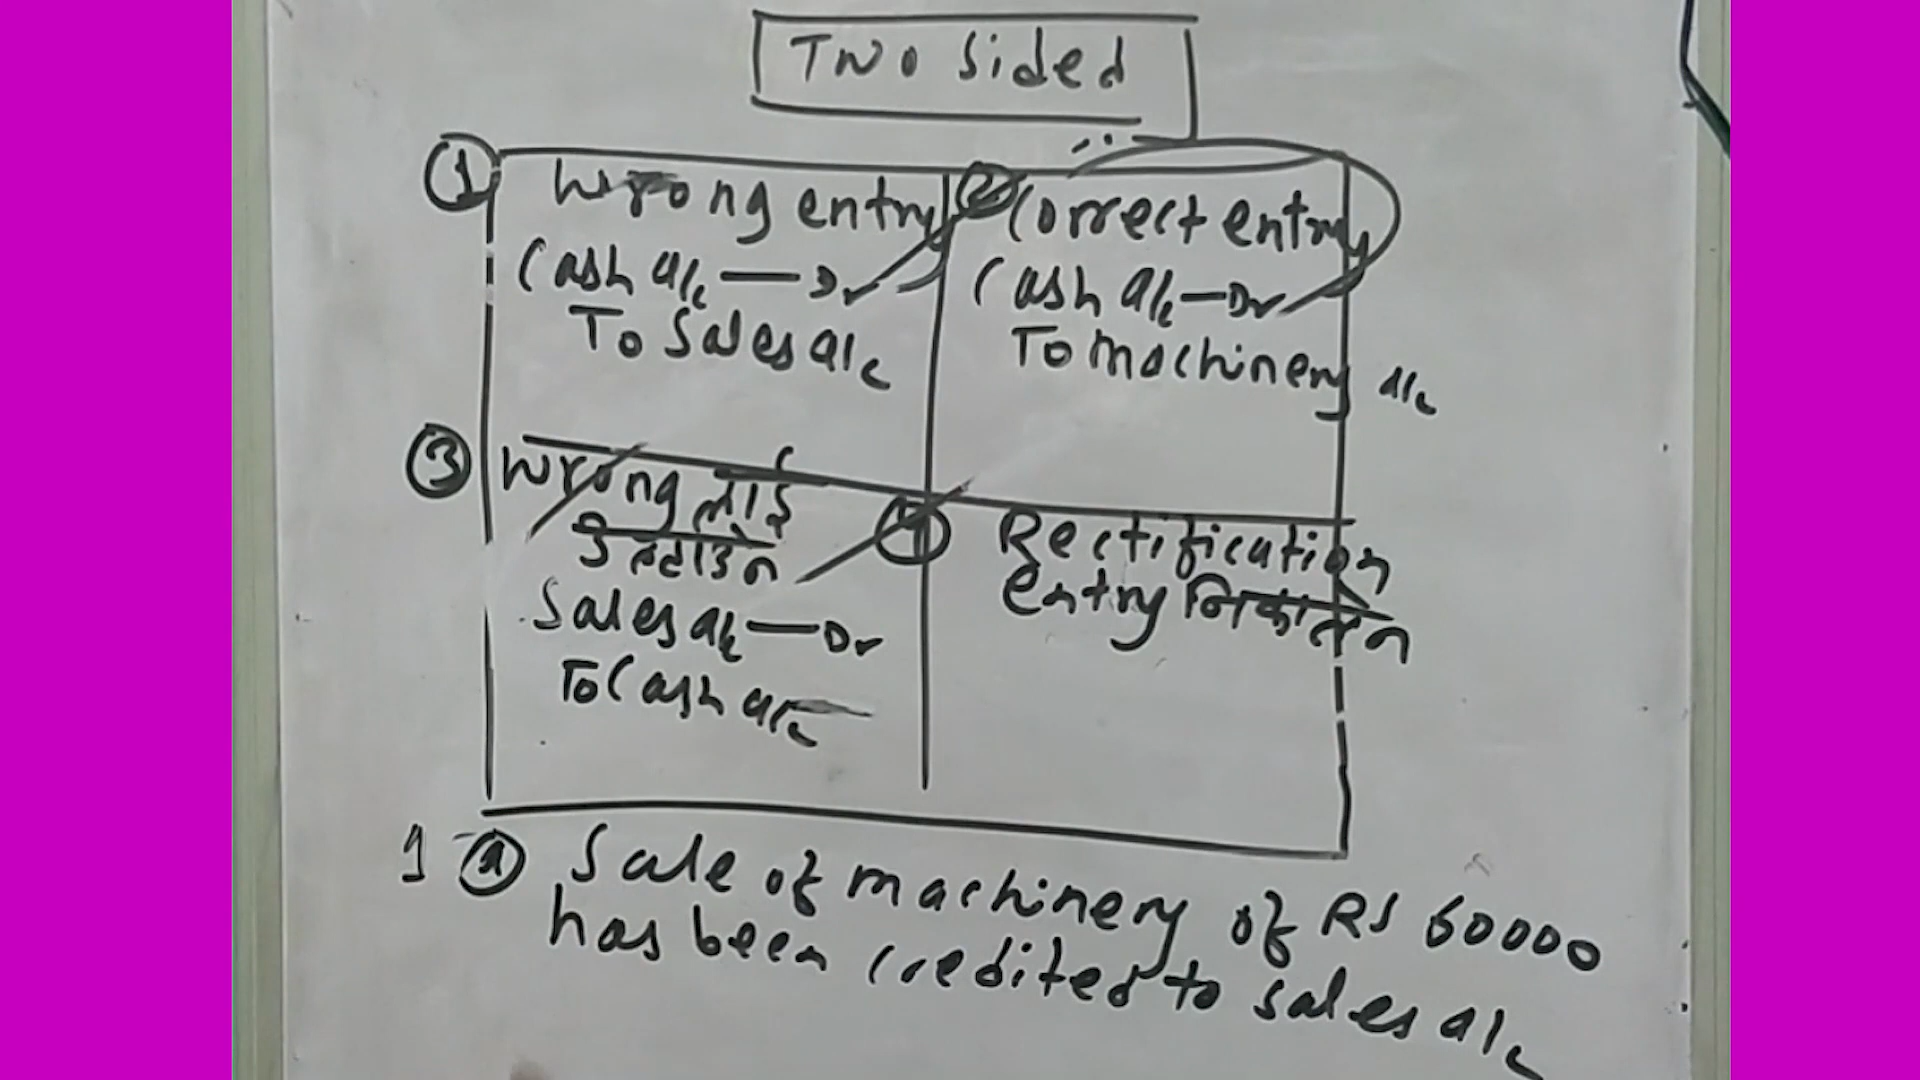 Two Sided
① Wrong entry
Cash a/c — Dr
To Sales a/c
② Correct entry
Cash a/c — Dr
To machinery a/c
③ Wrong लाई
Sales a/c — Dr
To Cash a/c
④ Rectification
entry निकाल्न
1 ⓐ Sale of machinery of RS 60000
has been credited to sales a/c